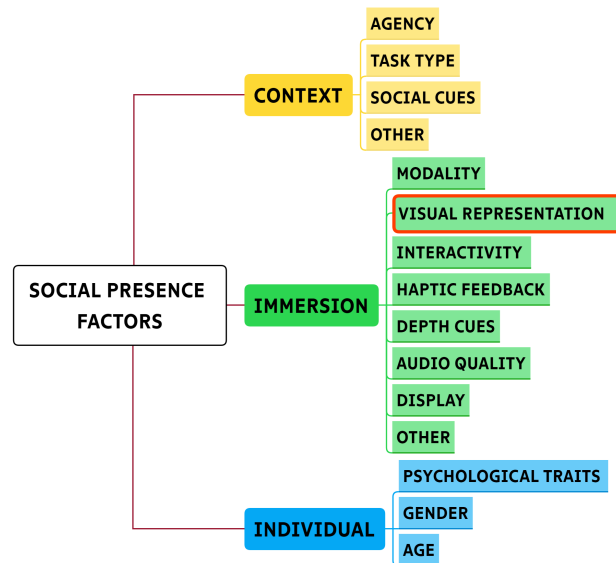 AGENCY
TASK TYPE
CONTEXT
SOCIAL CUES
OTHER
MODALITY
VISUAL REPRESENTATION
INTERACTIVITY
SOCIAL PRESENCE
FACTORS
IMMERSION
HAPTIC FEEDBACK
DEPTH CUES
AUDIO QUALITY
DISPLAY
OTHER
PSYCHOLOGICAL TRAITS
GENDER
INDIVIDUAL
AGE